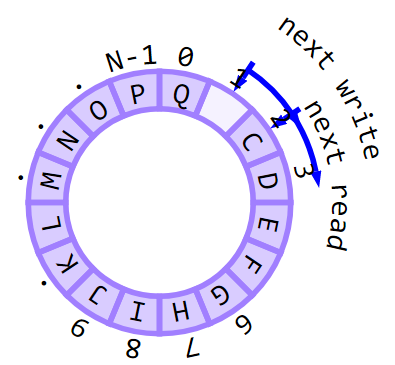 N-1
0
1
2
3
6
7
8
9
.
.
.
.
Q
C
D
E
F
G
H
I
J
K
L
M
N
O
P
next write
next read